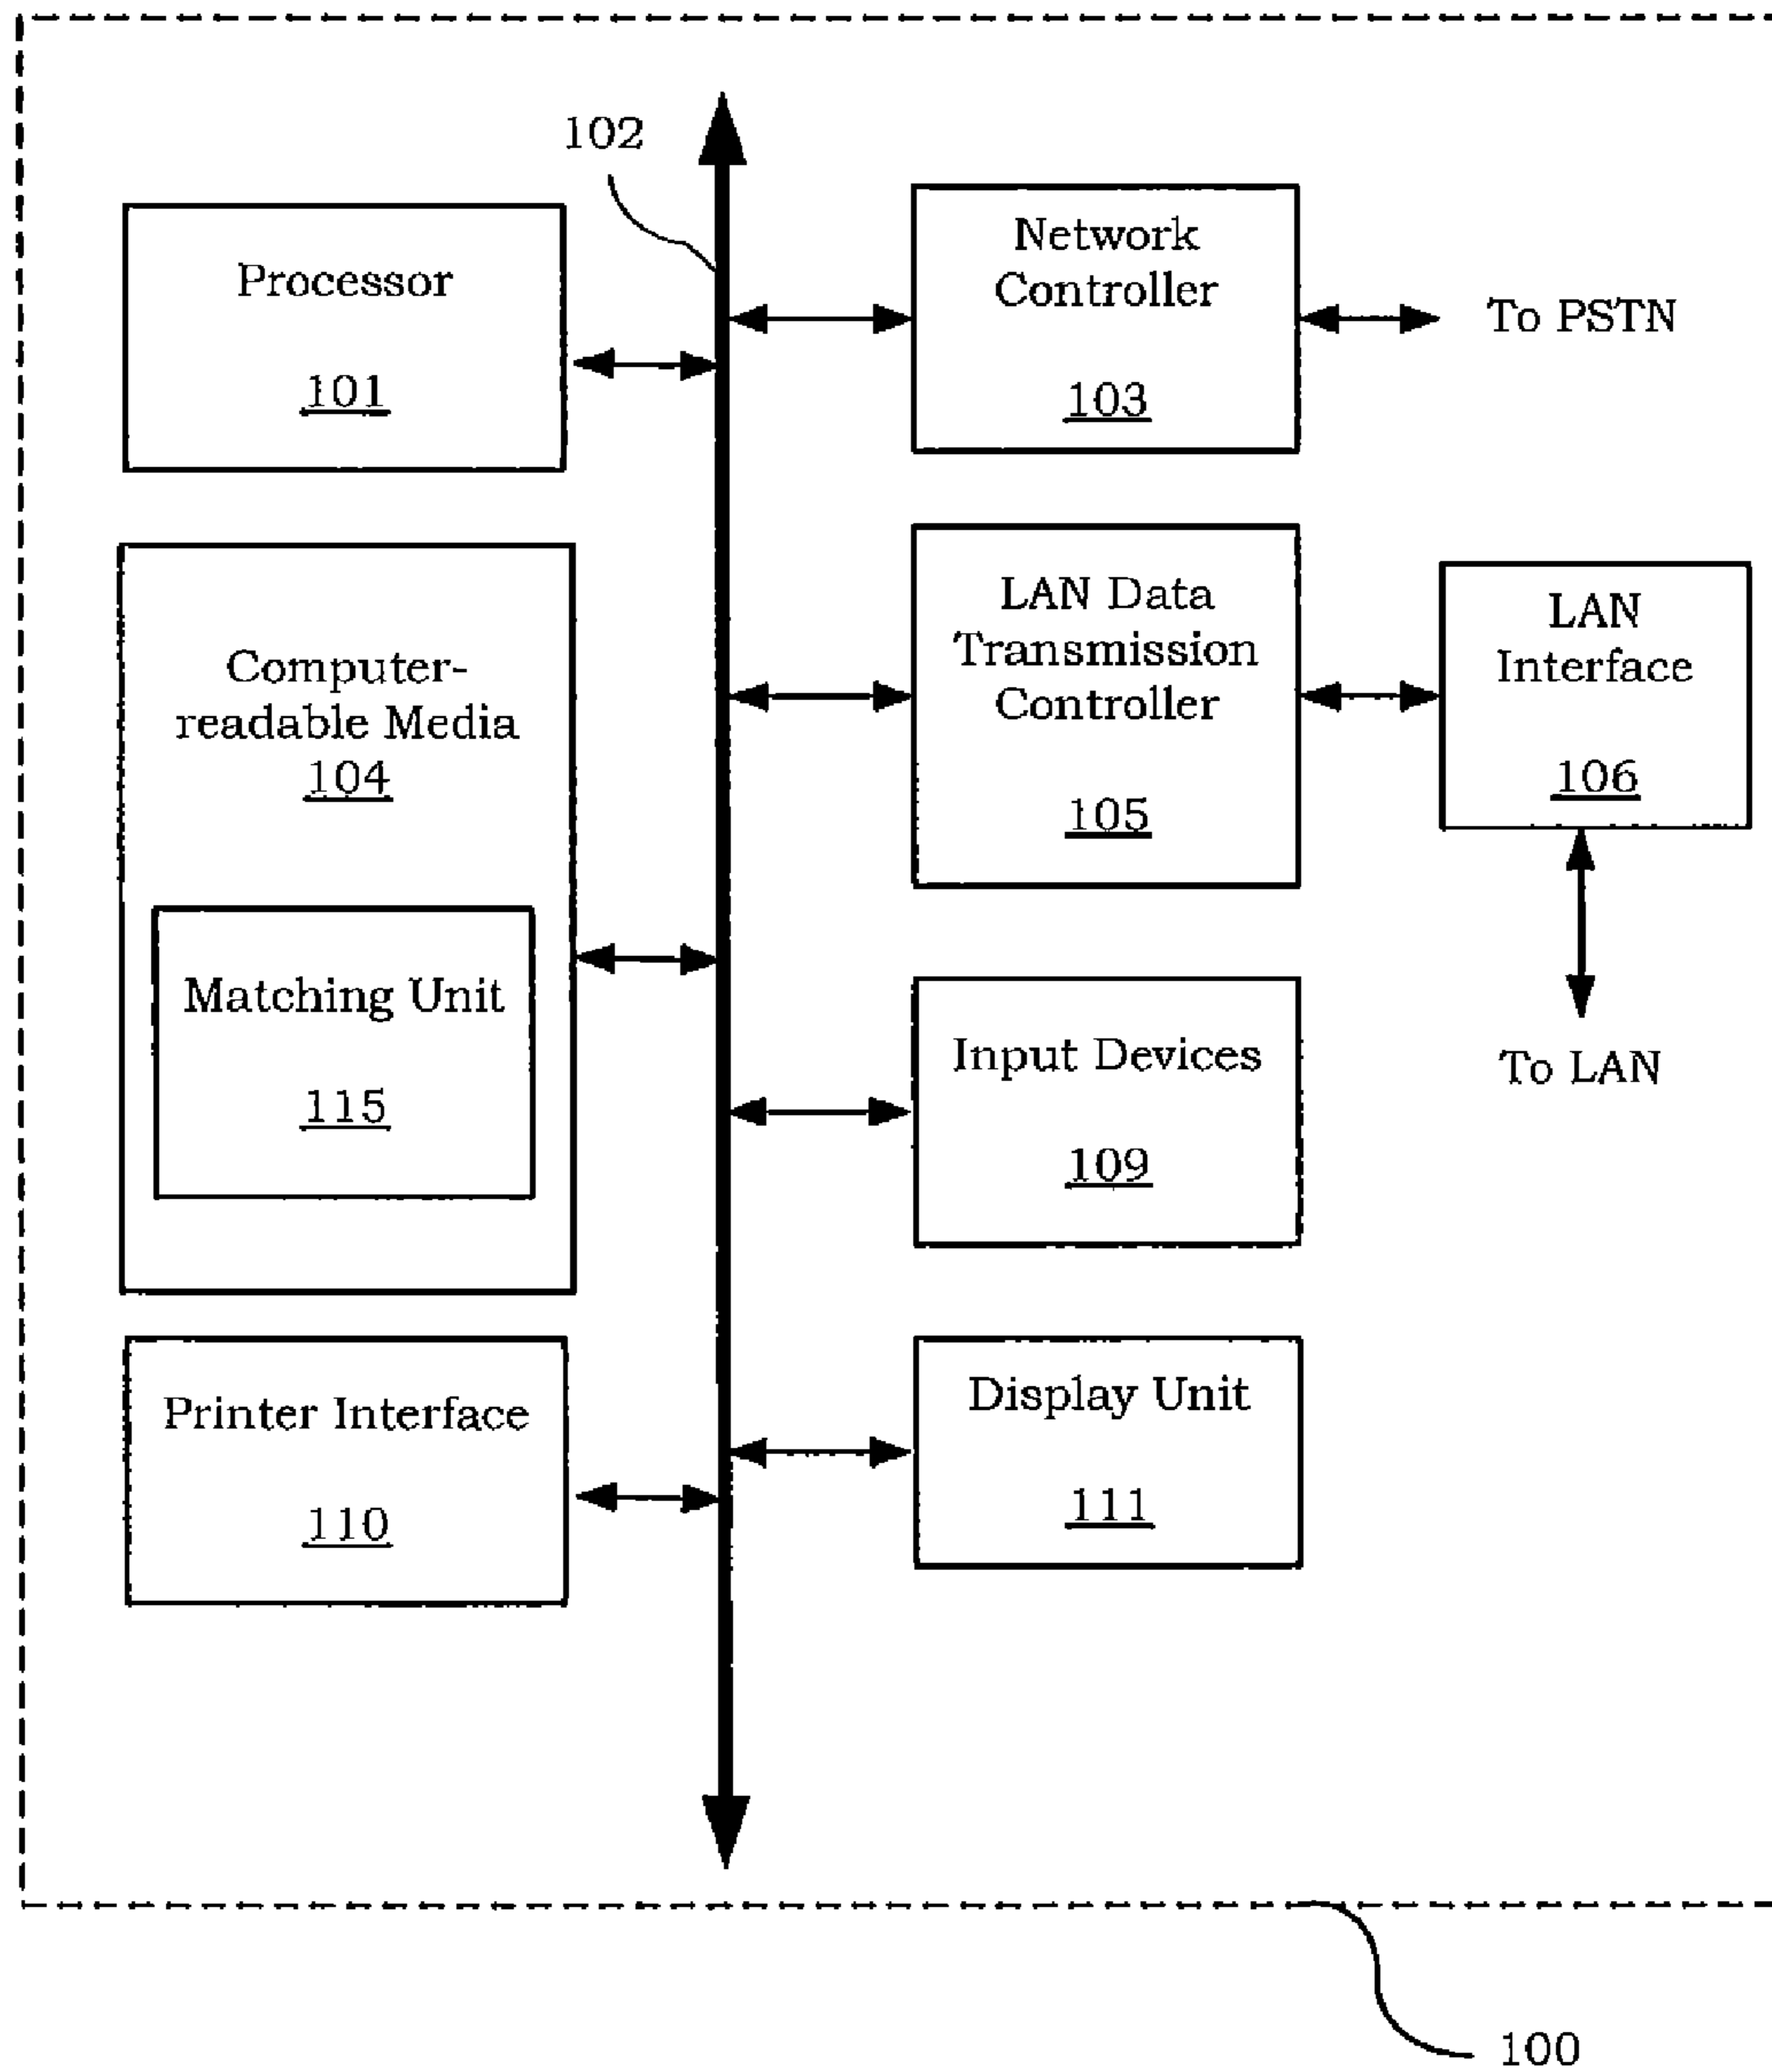 102
Processor
101
Network
Controller
103
To PSTN
Computer-
readable Media
104
Matching Unit
115
LAN Data
Transmission
Controller
105
LAN
Interface
106
To LAN
Input Devices
109
Printer Interface
110
Display Unit
111
100